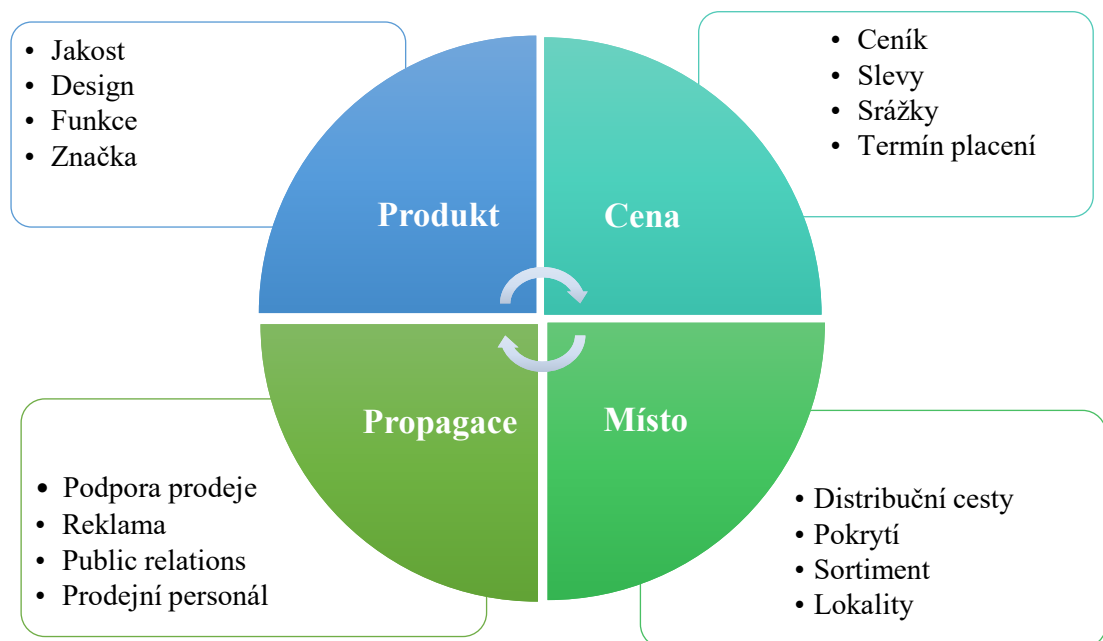 • Jakost
• Design
• Funkce
• Značka
Produkt
Cena
• Ceník
• Slevy
• Srážky
• Termín placení
Propagace
Místo
• Podpora prodeje
• Reklama
• Public relations
• Prodejní personál
• Distribuční cesty
• Pokrytí
• Sortiment
• Lokality